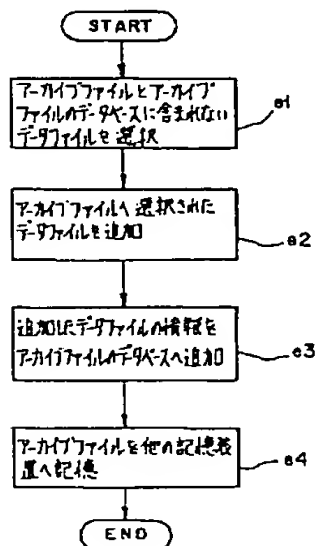 START
アーカイブファイルとアーカイブ
ファイルのデータベースに含まれない
データファイルを選択
e1
アーカイブファイルへ選択された
データファイルを追加
e2
追加したデータファイルの情報を
アーカイブファイルのデータベースへ追加
e3
アーカイブファイルを他の記憶装
置へ記憶
e4
END